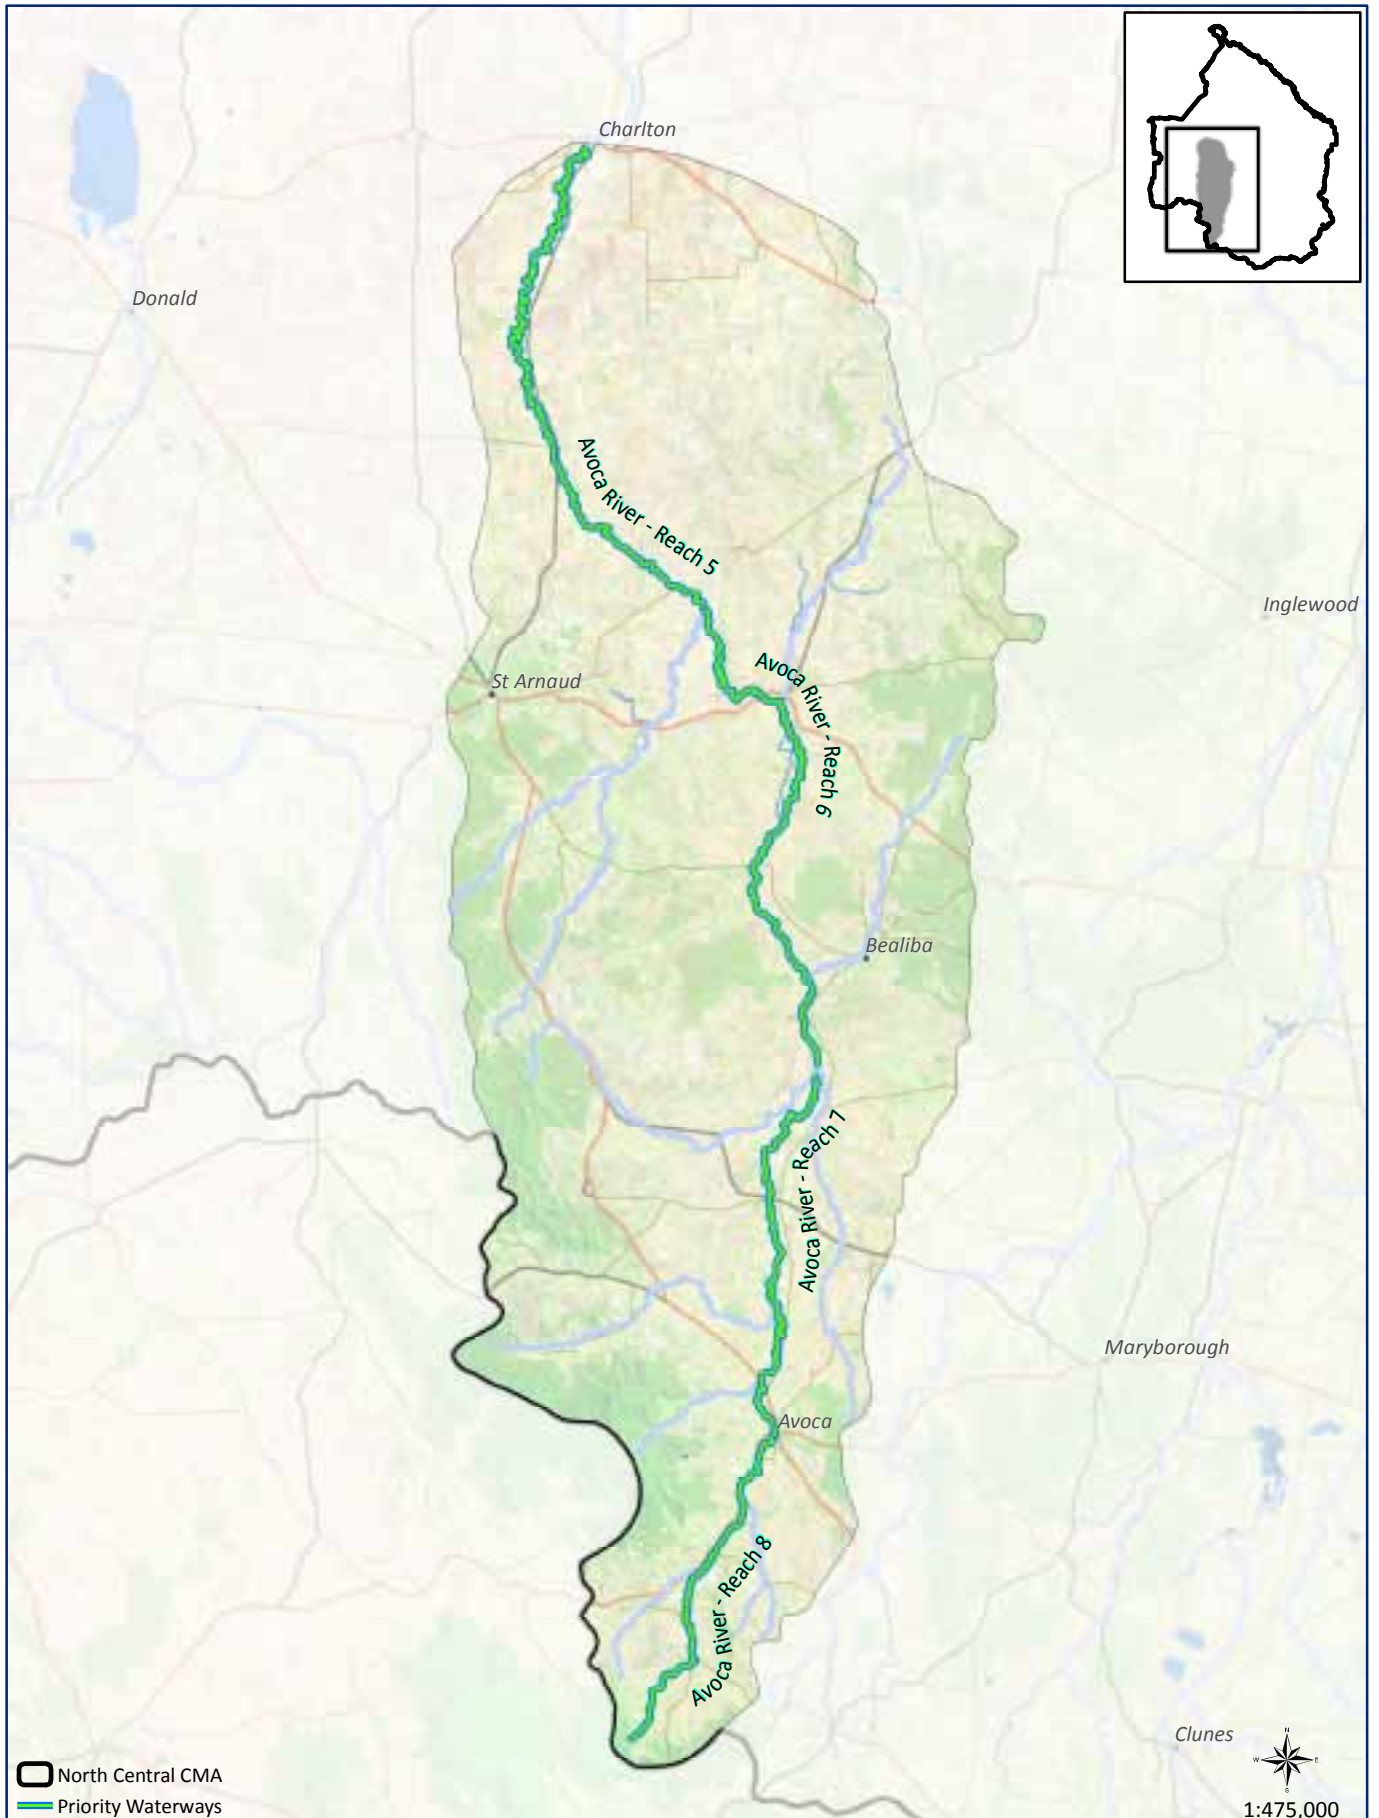 Charlton
Donald
Avoca River - Reach 5
Inglewood
St Arnaud
Avoca River - Reach 6
Bealiba
Avoca River - Reach 7
Maryborough
Avoca
Avoca River - Reach 8
Clunes
N
W E
S
North Central CMA
Priority Waterways
1:475,000